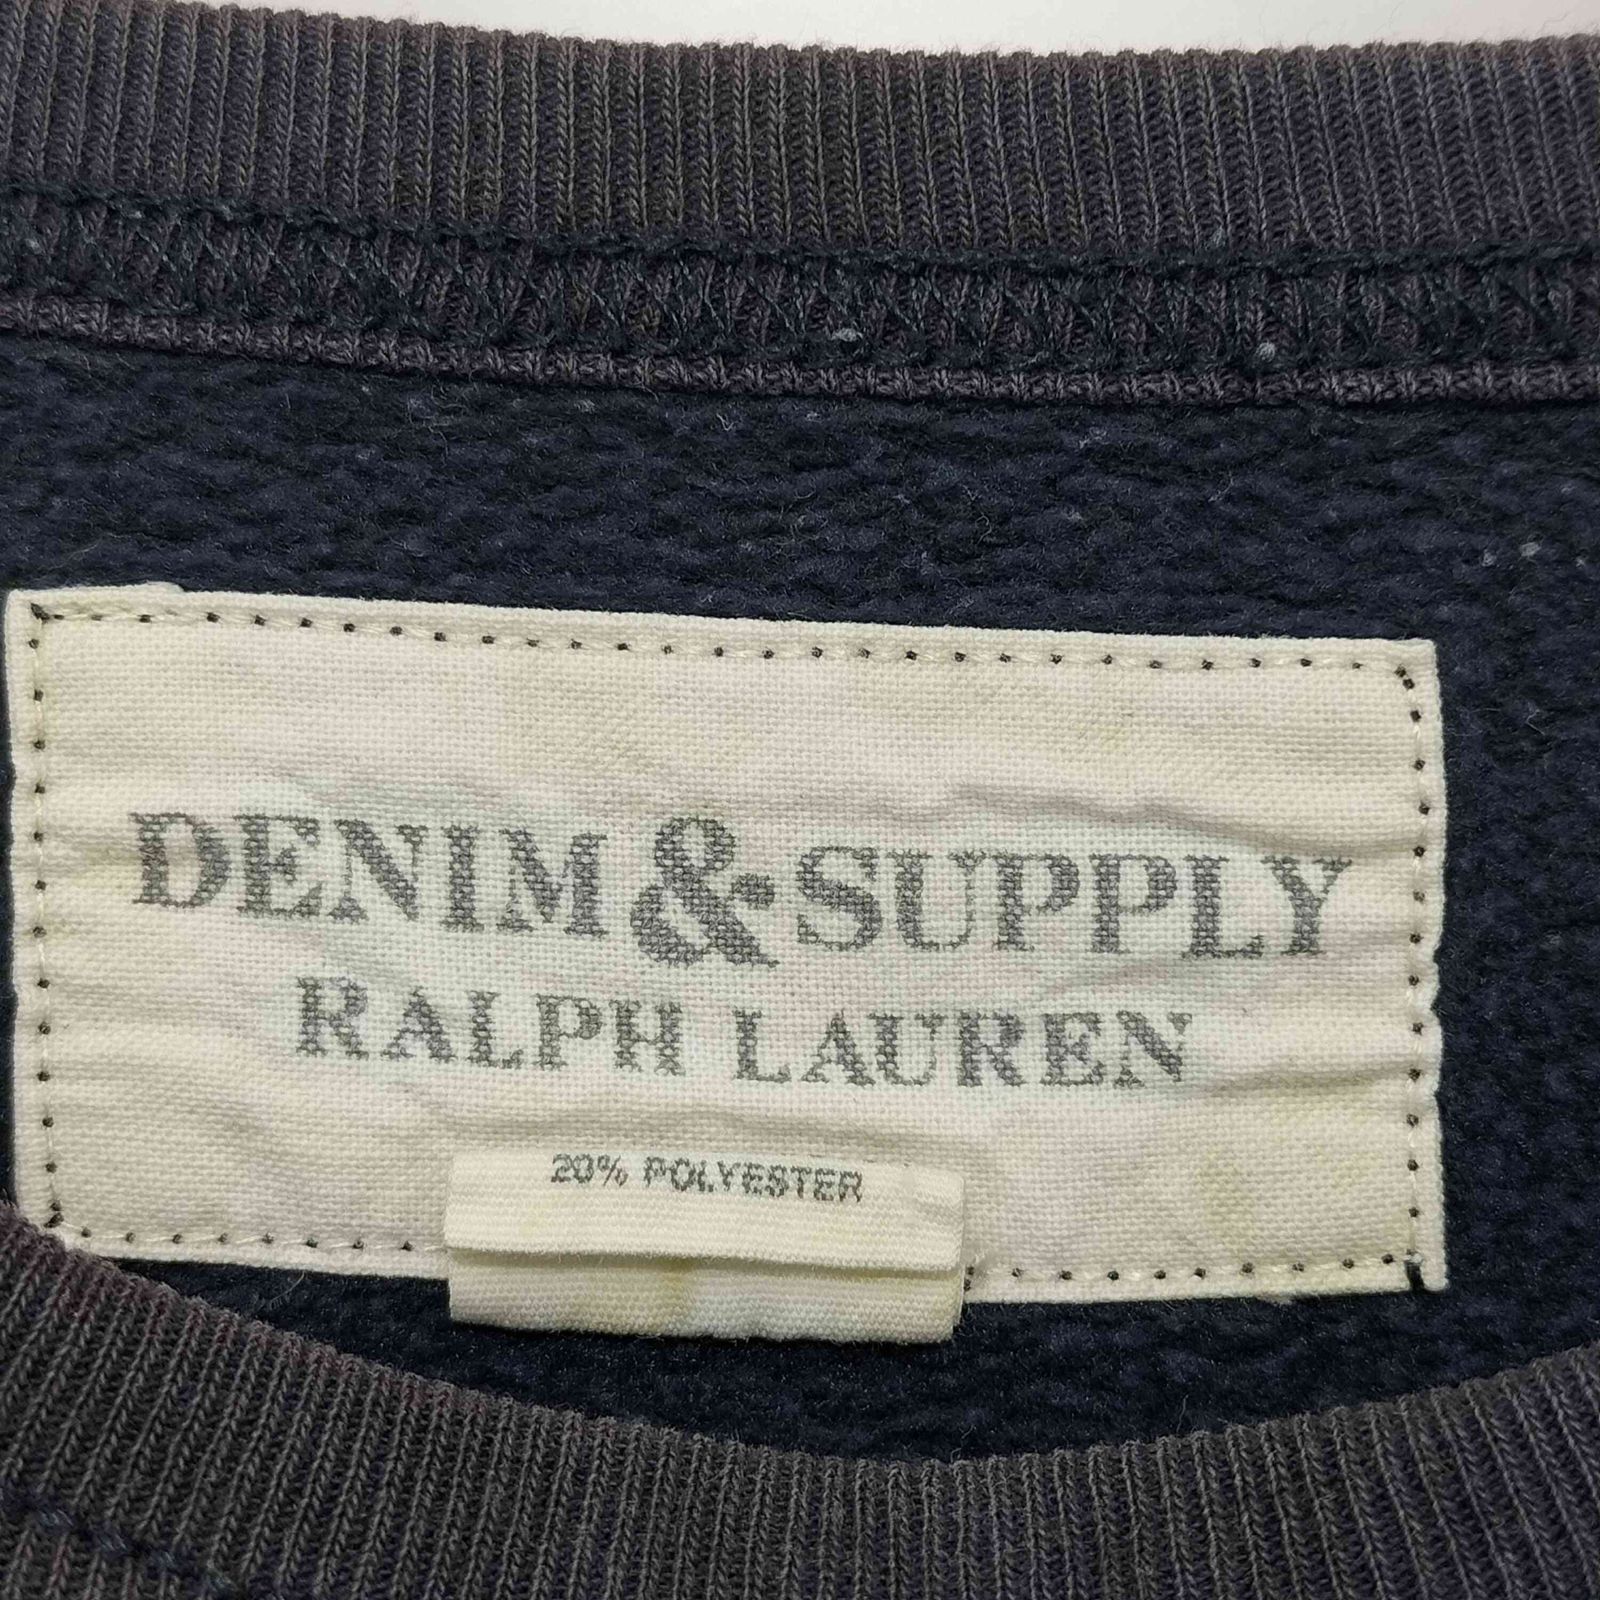 DENIM&SUPPLY
RALPH LAUREN
20% POLYESTER